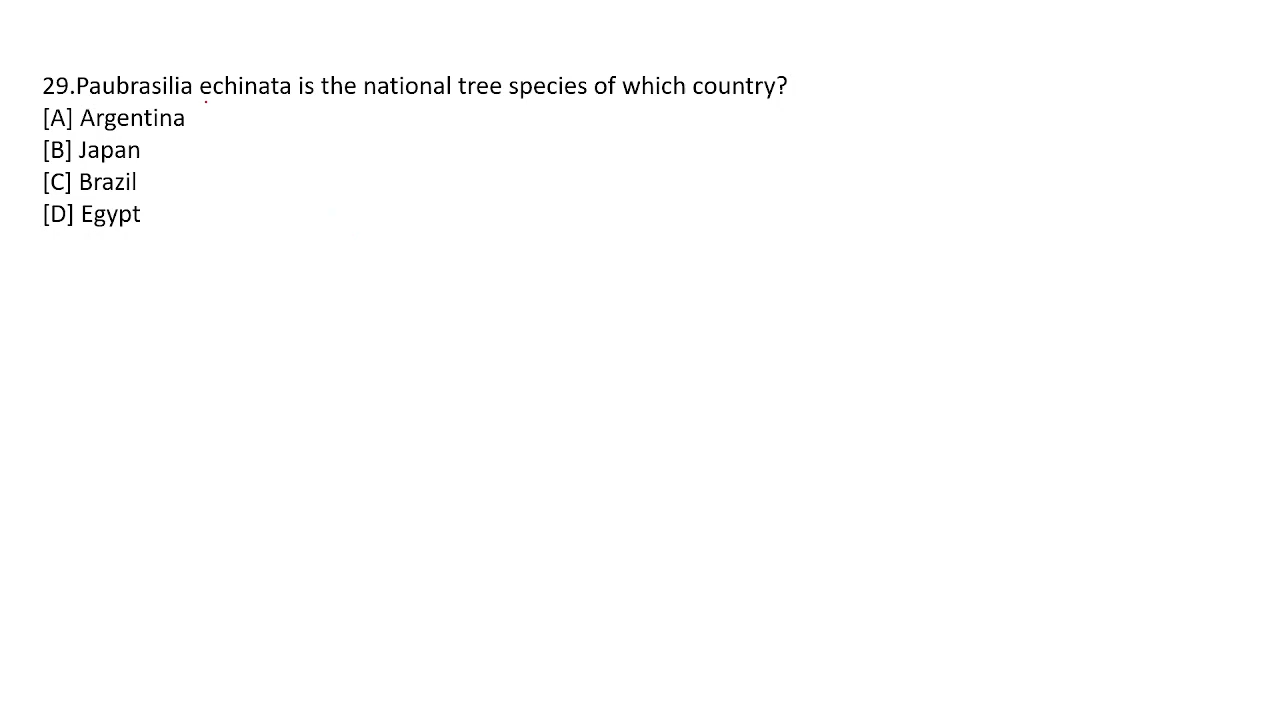 29.Paubrasilia echinata is the national tree species of which country?
[A] Argentina
[B] Japan
[C] Brazil
[D] Egypt